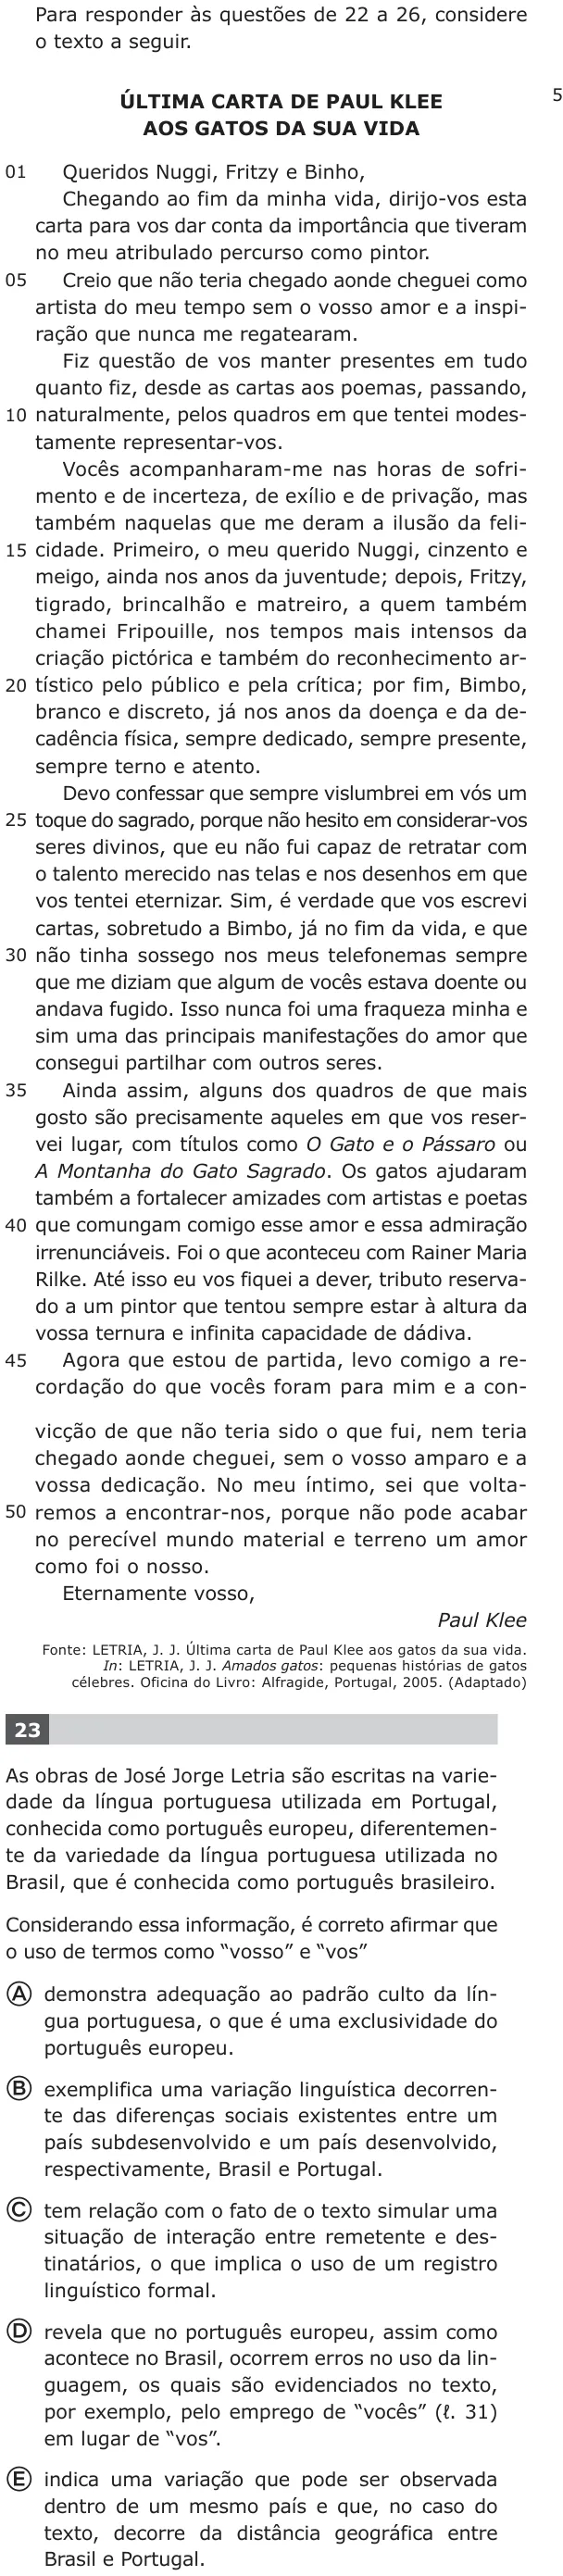 Para responder às questões de 22 a 26, considere
o texto a seguir.
5
ÚLTIMA CARTA DE PAUL KLEE
AOS GATOS DA SUA VIDA
01 Queridos Nuggi, Fritzy e Binho,
Chegando ao fim da minha vida, dirijo-vos esta
carta para vos dar conta da importância que tiveram
no meu atribulado percurso como pintor.
05 Creio que não teria chegado aonde cheguei como
artista do meu tempo sem o vosso amor e a inspi-
ração que nunca me regatearam.
Fiz questão de vos manter presentes em tudo
quanto fiz, desde as cartas aos poemas, passando,
10 naturalmente, pelos quadros em que tentei modes-
tamente representar-vos.
Vocês acompanharam-me nas horas de sofri-
mento e de incerteza, de exílio e de privação, mas
também naquelas que me deram a ilusão da feli-
15 cidade. Primeiro, o meu querido Nuggi, cinzento e
meigo, ainda nos anos da juventude; depois, Fritzy,
tigrado, brincalhão e matreiro, a quem também
chamei Fripouille, nos tempos mais intensos da
criação pictórica e também do reconhecimento ar-
20 tístico pelo público e pela crítica; por fim, Bimbo,
branco e discreto, já nos anos da doença e da de-
cadência física, sempre dedicado, sempre presente,
sempre terno e atento.
Devo confessar que sempre vislumbrei em vós um
25 toque do sagrado, porque não hesito em considerar-vos
seres divinos, que eu não fui capaz de retratar com
o talento merecido nas telas e nos desenhos em que
vos tentei eternizar. Sim, é verdade que vos escrevi
cartas, sobretudo a Bimbo, já no fim da vida, e que
30 não tinha sossego nos meus telefonemas sempre
que me diziam que algum de vocês estava doente ou
andava fugido. Isso nunca foi uma fraqueza minha e
sim uma das principais manifestações do amor que
consegui partilhar com outros seres.
35 Ainda assim, alguns dos quadros de que mais
gosto são precisamente aqueles em que vos reser-
vei lugar, com títulos como O Gato e o Pássaro ou
A Montanha do Gato Sagrado. Os gatos ajudaram
também a fortalecer amizades com artistas e poetas
40 que comungam comigo esse amor e essa admiração
irrenunciáveis. Foi o que aconteceu com Rainer Maria
Rilke. Até isso eu vos fiquei a dever, tributo reserva-
do a um pintor que tentou sempre estar à altura da
vossa ternura e infinita capacidade de dádiva.
45 Agora que estou de partida, levo comigo a re-
cordação do que vocês foram para mim e a con-
vicção de que não teria sido o que fui, nem teria
chegado aonde cheguei, sem o vosso amparo e a
vossa dedicação. No meu íntimo, sei que volta-
50 remos a encontrar-nos, porque não pode acabar
no perecível mundo material e terreno um amor
como foi o nosso.
Eternamente vosso,
Paul Klee
Fonte: LETRIA, J. J. Última carta de Paul Klee aos gatos da sua vida.
In: LETRIA, J. J. Amados gatos: pequenas histórias de gatos
célebres. Oficina do Livro: Alfragide, Portugal, 2005. (Adaptado)
23
As obras de José Jorge Letria são escritas na varie-
dade da língua portuguesa utilizada em Portugal,
conhecida como português europeu, diferentemen-
te da variedade da língua portuguesa utilizada no
Brasil, que é conhecida como português brasileiro.
Considerando essa informação, é correto afirmar que
o uso de termos como “vosso” e “vos”
A demonstra adequação ao padrão culto da lín-
gua portuguesa, o que é uma exclusividade do
português europeu.
B exemplifica uma variação linguística decorren-
te das diferenças sociais existentes entre um
país subdesenvolvido e um país desenvolvido,
respectivamente, Brasil e Portugal.
C tem relação com o fato de o texto simular uma
situação de interação entre remetente e des-
tinatários, o que implica o uso de um registro
linguístico formal.
D revela que no português europeu, assim como
acontece no Brasil, ocorrem erros no uso da lin-
guagem, os quais são evidenciados no texto,
por exemplo, pelo emprego de “vocês” (ℓ. 31)
em lugar de “vos”.
E indica uma variação que pode ser observada
dentro de um mesmo país e que, no caso do
texto, decorre da distância geográfica entre
Brasil e Portugal.